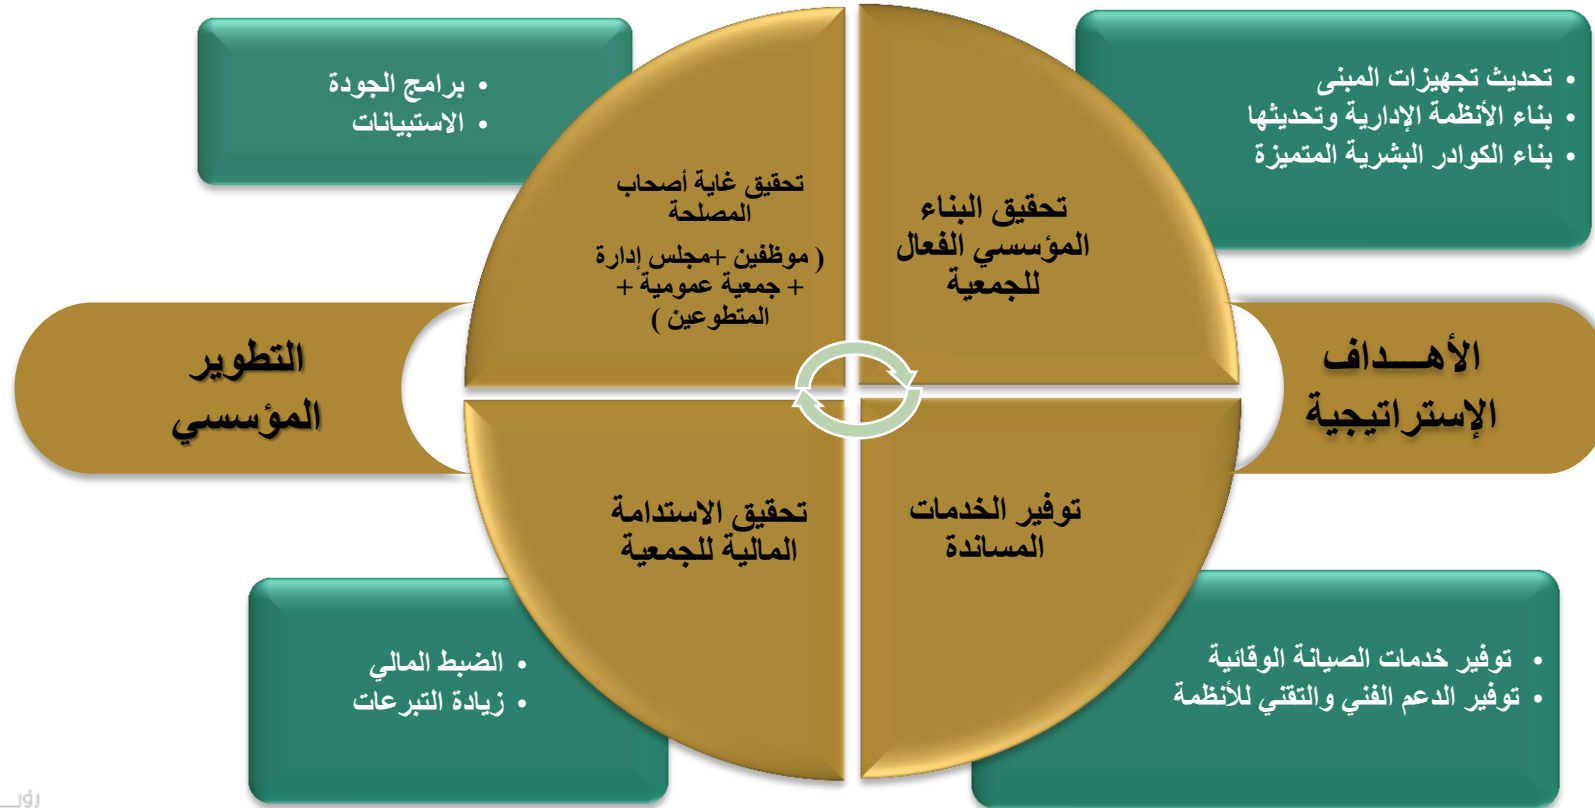 تحديث تجهيزات المبنى
بناء الأنظمة الإدارية وتحديثها
بناء الكوادر البشرية المتميزة
برامج الجودة
الاستبيانات
تحقيق البناء
المؤسسي الفعال
للجمعية
تحقيق غاية أصحاب
المصلحة
( موظفين +مجلس إدارة
+ جمعية عمومية +
المتطوعين )
الأهـــداف
الإستراتيجية
التطوير
المؤسسي
توفير الخدمات
المساندة
تحقيق الاستدامة
المالية للجمعية
توفير خدمات الصيانة الوقائية
توفير الدعم الفني والتقني للأنظمة
الضبط المالي
زيادة التبرعات